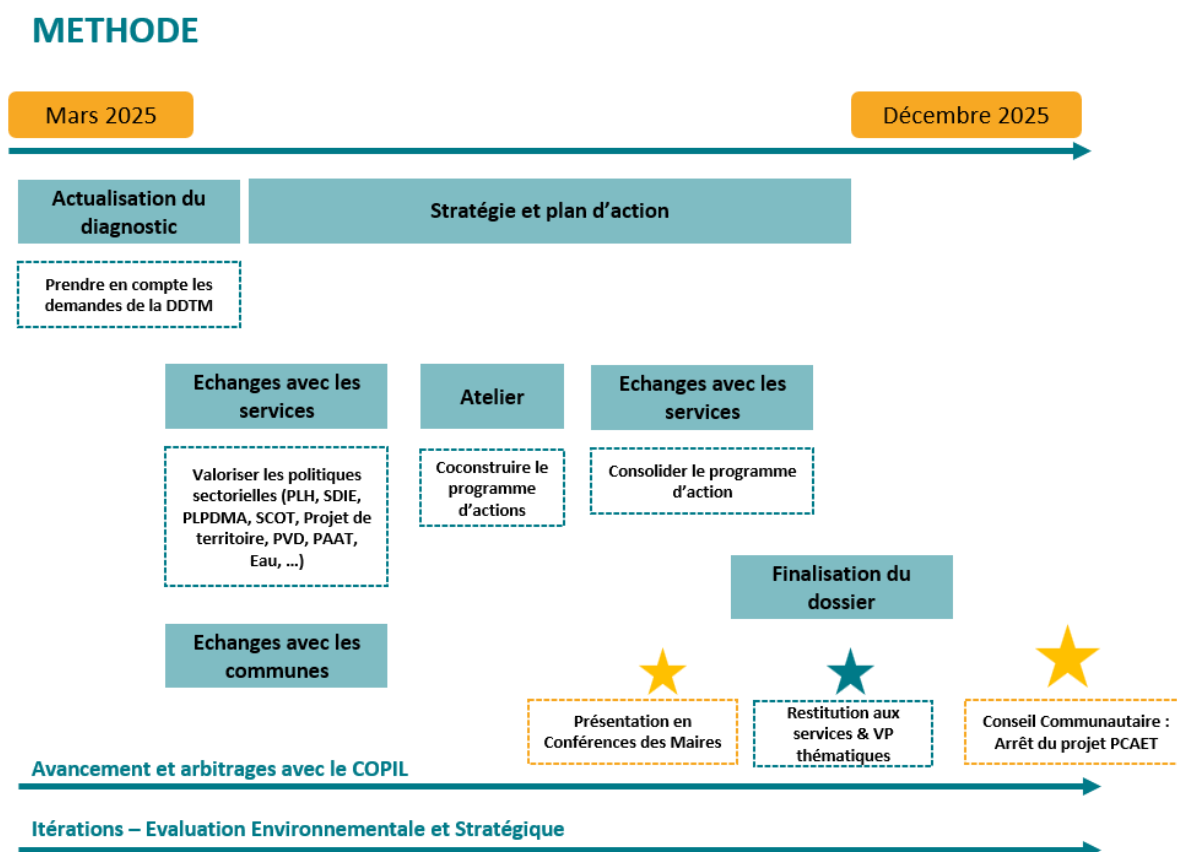 METHODE
Mars 2025
Décembre 2025
Actualisation du
diagnostic
Stratégie et plan d’action
Prendre en compte les
demandes de la DDTM
Echanges avec les
services
Atelier
Echanges avec les
services
Valoriser les politiques
sectorielles (PLH, SDIE,
PLPDMA, SCOT, Projet de
territoire, PVD, PAAT,
Eau, …)
Coconstruire le
programme
d’actions
Consolider le programme
d’action
Finalisation du
dossier
Echanges avec les
communes
Présentation en
Conférences des Maires
Restitution aux
services & VP
thématiques
Conseil Communautaire :
Arrêt du projet PCAET
Avancement et arbitrages avec le COPIL
Itérations – Evaluation Environnementale et Stratégique